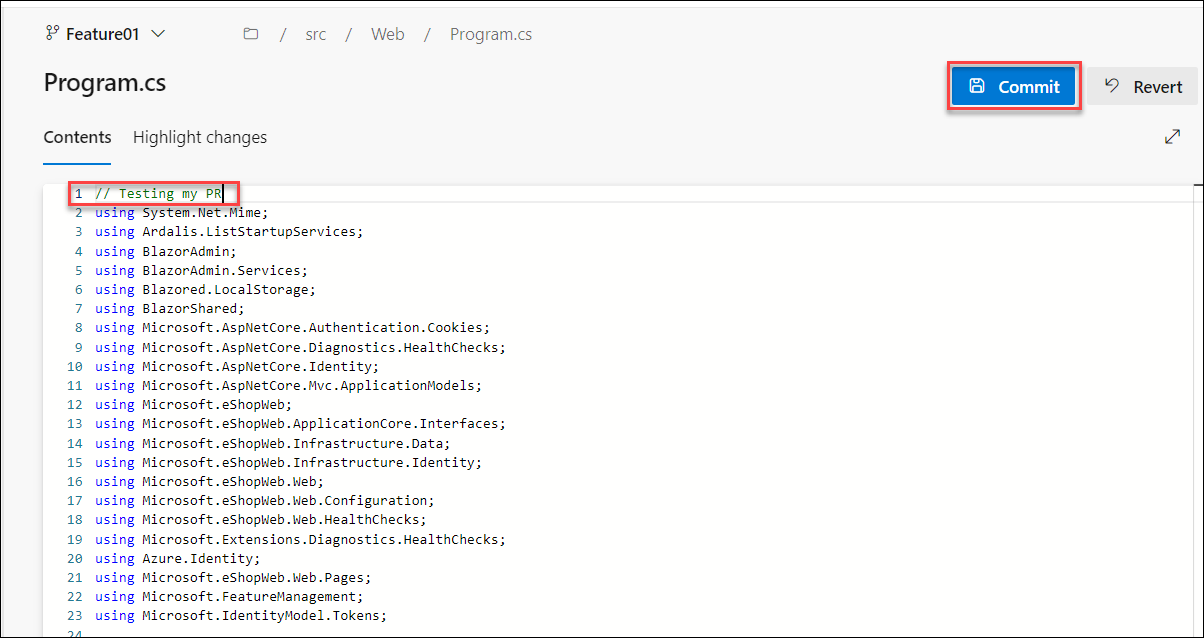 Feature01 / src / Web / Program.cs
Program.cs
Commit Revert
Contents Highlight changes
1 // Testing my PR
2 using System.Net.Mime;
3 using Ardalis.ListStartupServices;
4 using BlazorAdmin;
5 using BlazorAdmin.Services;
6 using Blazored.LocalStorage;
7 using BlazorShared;
8 using Microsoft.AspNetCore.Authentication.Cookies;
9 using Microsoft.AspNetCore.Diagnostics.HealthChecks;
10 using Microsoft.AspNetCore.Identity;
11 using Microsoft.AspNetCore.Mvc.ApplicationModels;
12 using Microsoft.eShopWeb;
13 using Microsoft.eShopWeb.ApplicationCore.Interfaces;
14 using Microsoft.eShopWeb.Infrastructure.Data;
15 using Microsoft.eShopWeb.Infrastructure.Identity;
16 using Microsoft.eShopWeb.Web;
17 using Microsoft.eShopWeb.Web.Configuration;
18 using Microsoft.eShopWeb.Web.HealthChecks;
19 using Microsoft.Extensions.Diagnostics.HealthChecks;
20 using Azure.Identity;
21 using Microsoft.eShopWeb.Web.Pages;
22 using Microsoft.FeatureManagement;
23 using Microsoft.IdentityModel.Tokens;
24